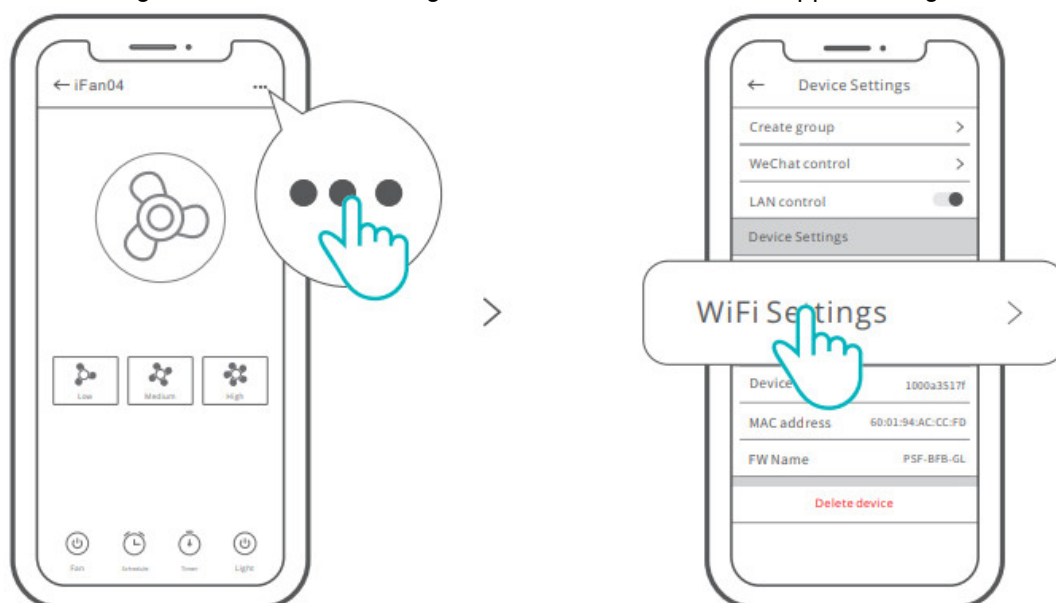 ← iFan04
Low
Medium
High
Fan
Schedule
Timer
Light
← Device Settings
Create group >
WeChat control >
LAN control
Device Settings
WiFi Settings >
Device 1000a3517f
MAC address 60:01:94:AC:CC:FD
FW Name PSF-BFB-GL
Delete device